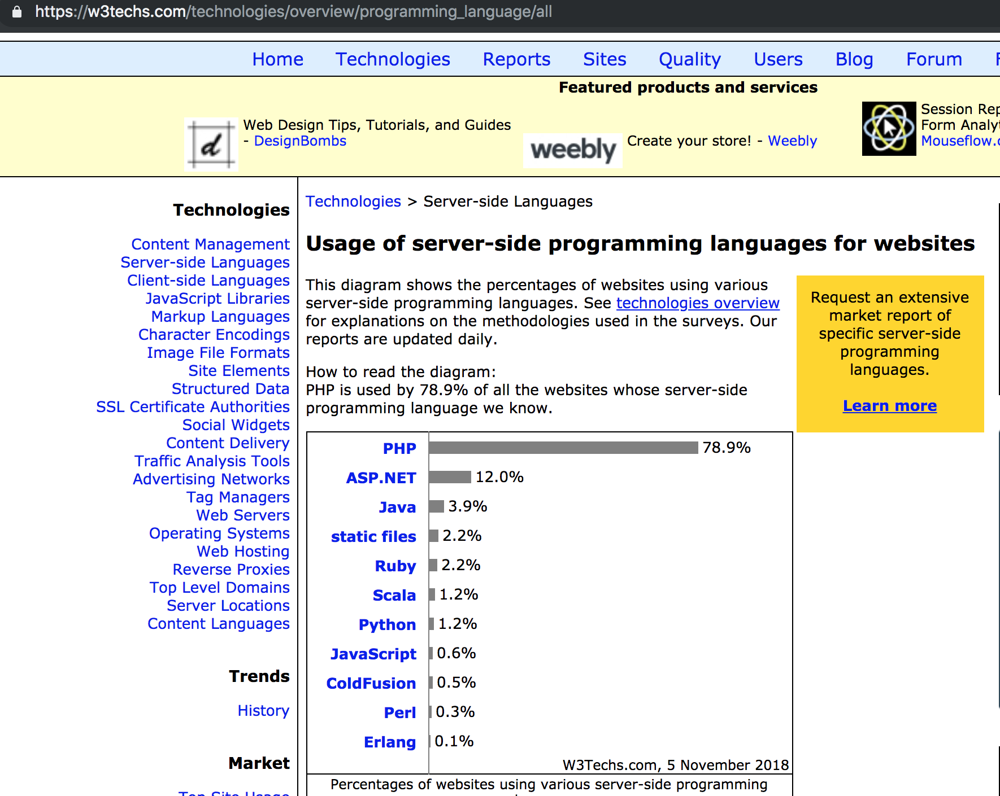 https://w3techs.com/technologies/overview/programming_language/all
Home Technologies Reports Sites Quality Users Blog Forum
Featured products and services
d
Web Design Tips, Tutorials, and Guides
- DesignBombs
weebly
Create your store! - Weebly
Session Rep
Form Analyt
Mouseflow.c
Technologies
Content Management
Server-side Languages
Client-side Languages
JavaScript Libraries
Markup Languages
Character Encodings
Image File Formats
Site Elements
Structured Data
SSL Certificate Authorities
Social Widgets
Content Delivery
Traffic Analysis Tools
Advertising Networks
Tag Managers
Web Servers
Operating Systems
Web Hosting
Reverse Proxies
Top Level Domains
Server Locations
Content Languages
Trends
History
Market
Top Site Usage
Technologies > Server-side Languages
Usage of server-side programming languages for websites
This diagram shows the percentages of websites using various
server-side programming languages. See technologies overview
for explanations on the methodologies used in the surveys. Our
reports are updated daily.
How to read the diagram:
PHP is used by 78.9% of all the websites whose server-side
programming language we know.
Request an extensive
market report of
specific server-side
programming
languages.
Learn more
PHP 78.9%
ASP.NET 12.0%
Java 3.9%
static files 2.2%
Ruby 2.2%
Scala 1.2%
Python 1.2%
JavaScript 0.6%
ColdFusion 0.5%
Perl 0.3%
Erlang 0.1%
W3Techs.com, 5 November 2018
Percentages of websites using various server-side programming